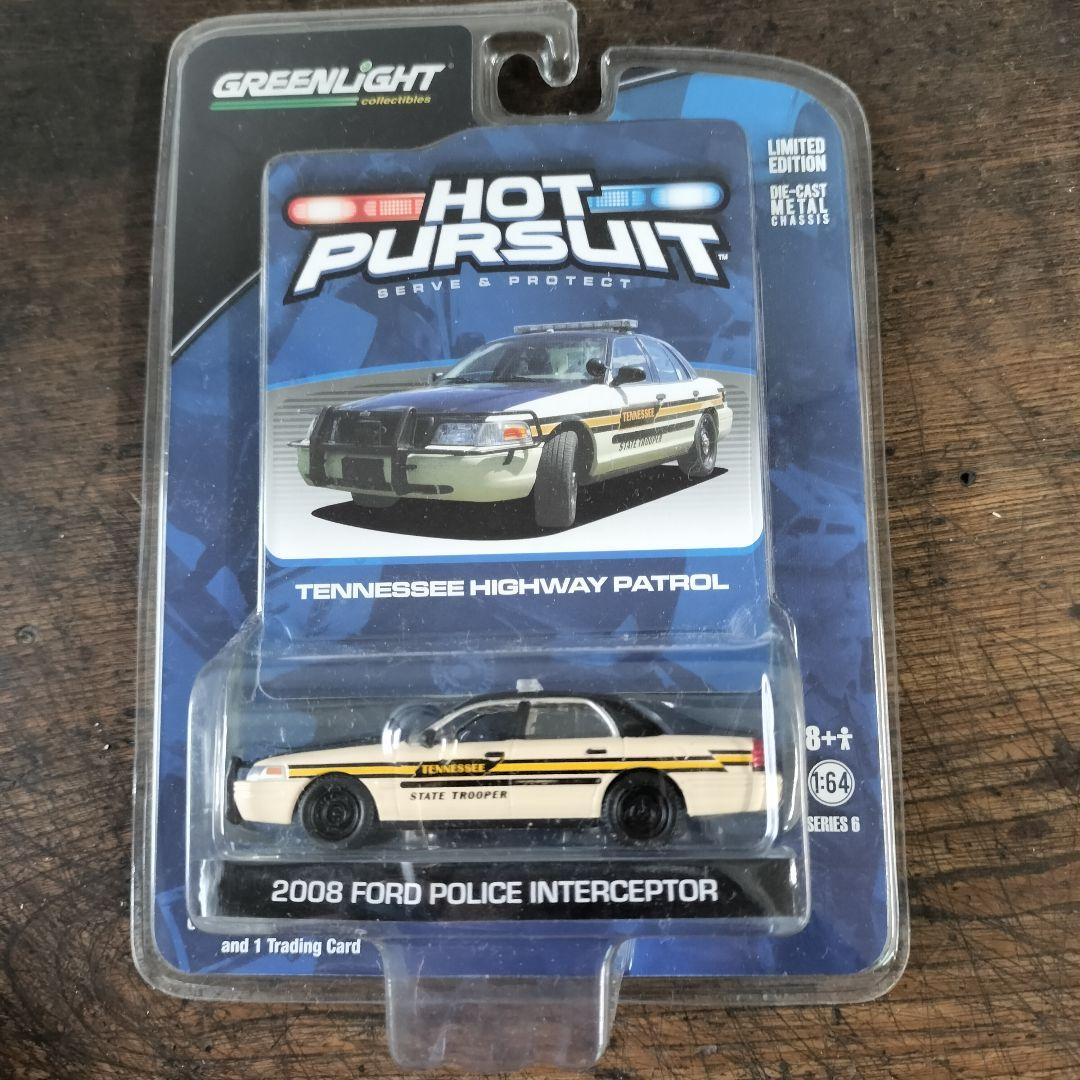 GREENLiGHT
collectibles
LIMITED
EDITION
DIE-CAST
METAL
CHASSIS
HOT
PURSUIT™
SERVE & PROTECT
TENNESSEE
STATE TROOPER
TENNESSEE HIGHWAY PATROL
8+
1:64
SERIES 6
TENNESSEE
STATE TROOPER
2008 FORD POLICE INTERCEPTOR
and 1 Trading Card